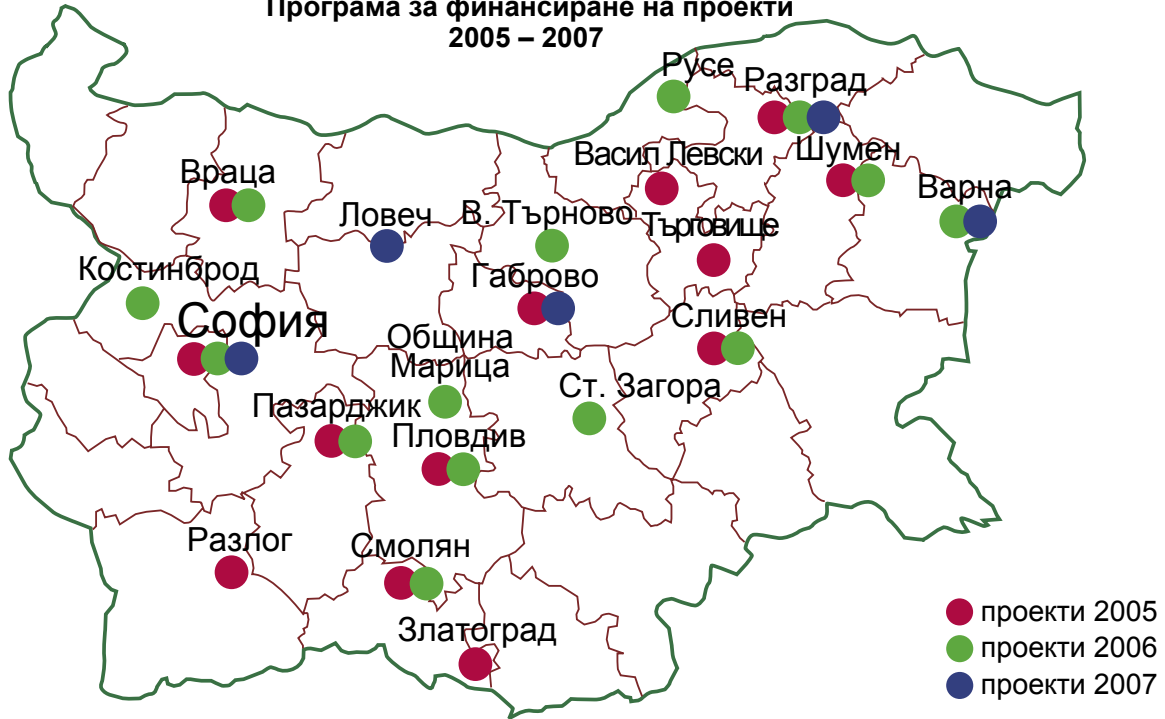 Програма за финансиране на проекти
2005 – 2007
Русе
Разград
Васил Левски
Шумен
Враца
Варна
Ловеч
В. Търново
Търговище
Костинброд
Габрово
София
Сливен
Община
Марица
Ст. Загора
Пазарджик
Пловдив
Разлог
Смолян
Златоград
проекти 2005
проекти 2006
проекти 2007